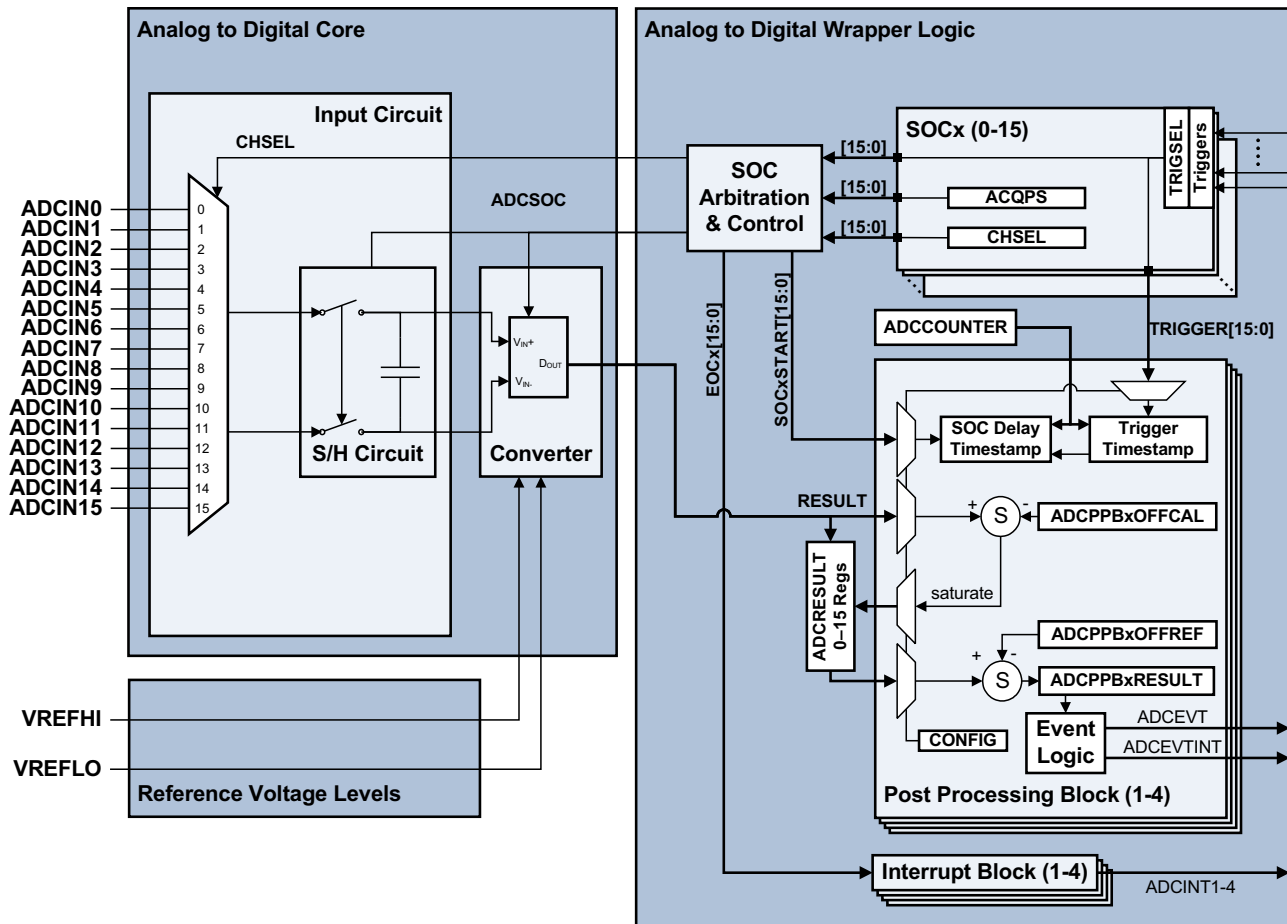 Analog to Digital Core
Analog to Digital Wrapper Logic
Input Circuit
CHSEL
ADCSOC
SOC
Arbitration
& Control
[15:0]
[15:0]
[15:0]
SOCx (0-15)
TRIGSEL
Triggers
ACQPS
CHSEL
ADCIN0
ADCIN1
ADCIN2
ADCIN3
ADCIN4
ADCIN5
ADCIN6
ADCIN7
ADCIN8
ADCIN9
ADCIN10
ADCIN11
ADCIN12
ADCIN13
ADCIN14
ADCIN15
0
1
2
3
4
5
6
7
8
9
10
11
12
13
14
15
S/H Circuit
VIN+
VIN-
DOUT
Converter
EOCx[15:0]
SOCxSTART[15:0]
ADCCOUNTER
TRIGGER[15:0]
SOC Delay
Timestamp
Trigger
Timestamp
RESULT
+
S
-
ADCPPBxOFFCAL
ADCRESULT
0–15 Regs
saturate
ADCPPBxOFFREF
+
-
S
ADCPPBxRESULT
CONFIG
Event
Logic
ADCEVT
ADCEVTINT
Post Processing Block (1-4)
VREFHI
VREFLO
Reference Voltage Levels
Interrupt Block (1-4)
ADCINT1-4